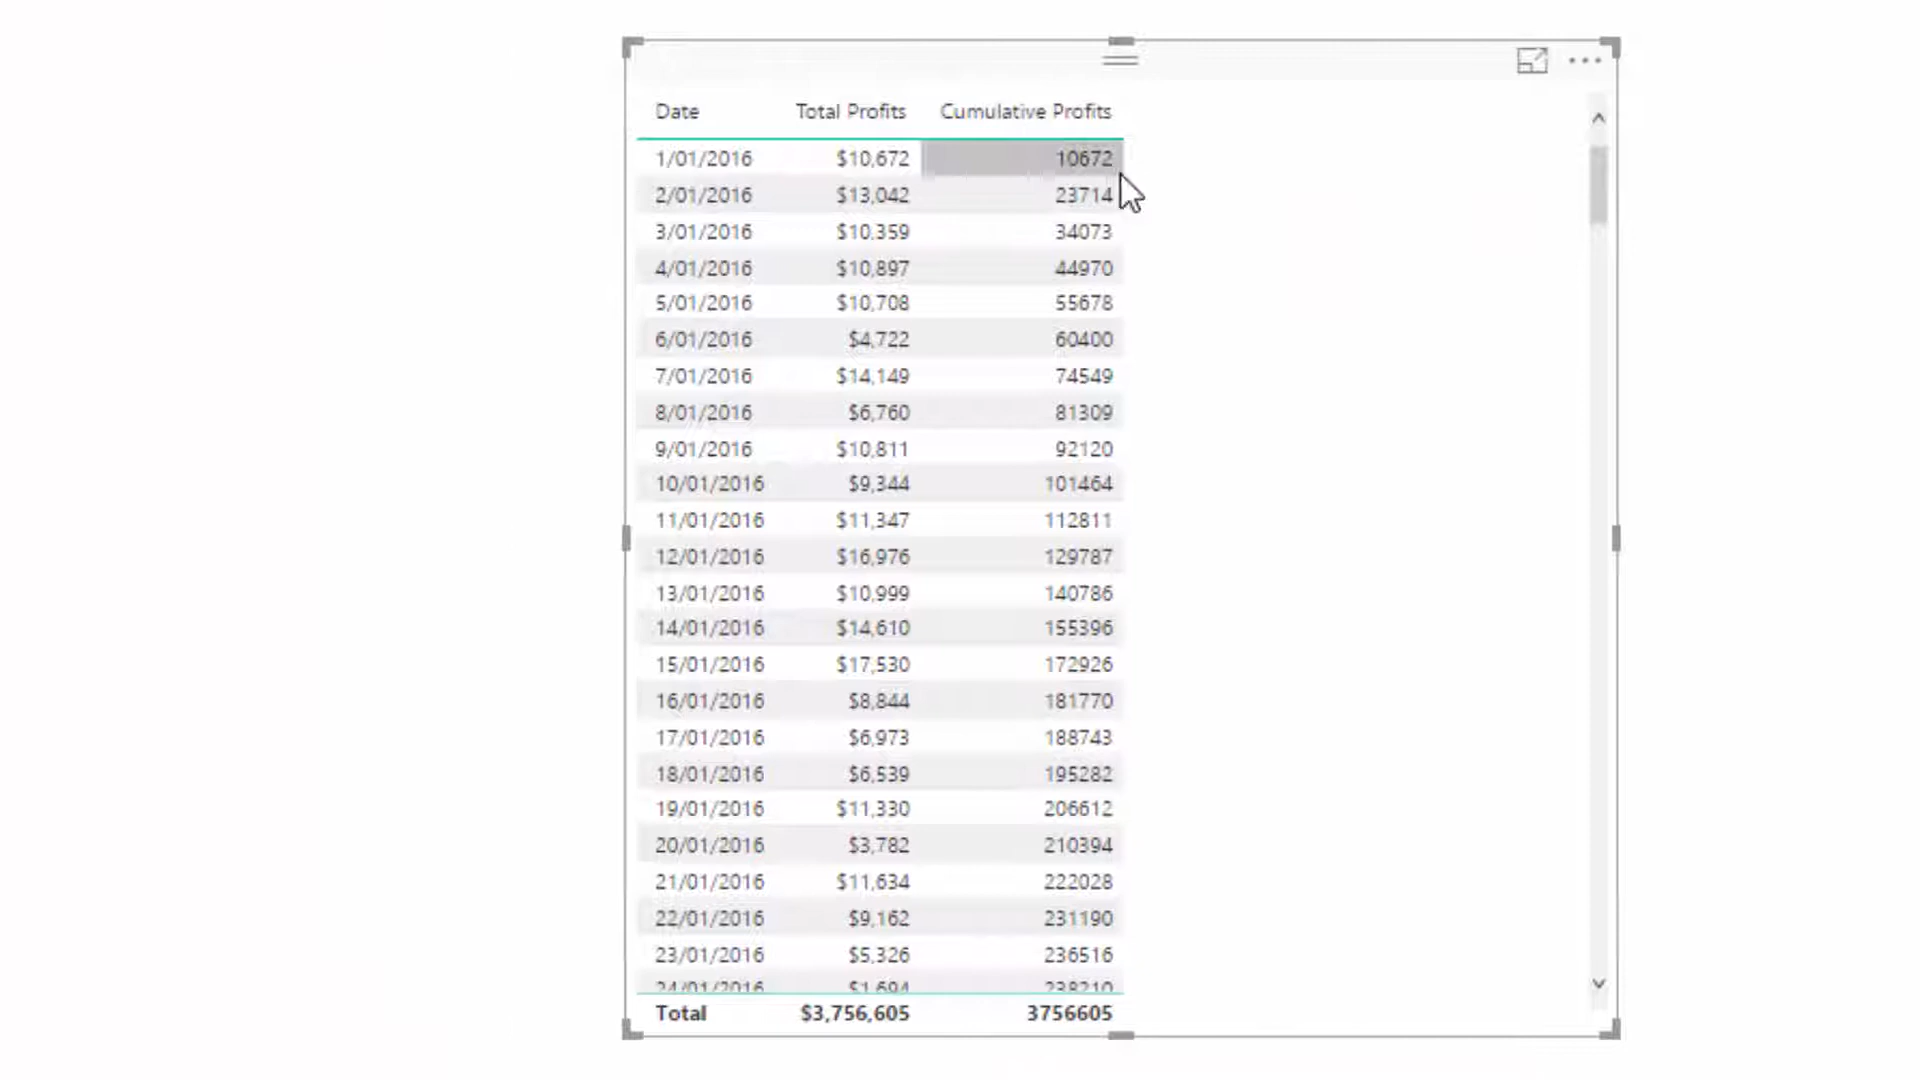 Date Total Profits Cumulative Profits
1/01/2016 $10,672 10672
2/01/2016 $13,042 23714
3/01/2016 $10,359 34073
4/01/2016 $10,897 44970
5/01/2016 $10,708 55678
6/01/2016 $4,722 60400
7/01/2016 $14,149 74549
8/01/2016 $6,760 81309
9/01/2016 $10,811 92120
10/01/2016 $9,344 101464
11/01/2016 $11,347 112811
12/01/2016 $16,976 129787
13/01/2016 $10,999 140786
14/01/2016 $14,610 155396
15/01/2016 $17,530 172926
16/01/2016 $8,844 181770
17/01/2016 $6,973 188743
18/01/2016 $6,539 195282
19/01/2016 $11,330 206612
20/01/2016 $3,782 210394
21/01/2016 $11,634 222028
22/01/2016 $9,162 231190
23/01/2016 $5,326 236516
24/01/2016 $1,694 238210
Total $3,756,605 3756605